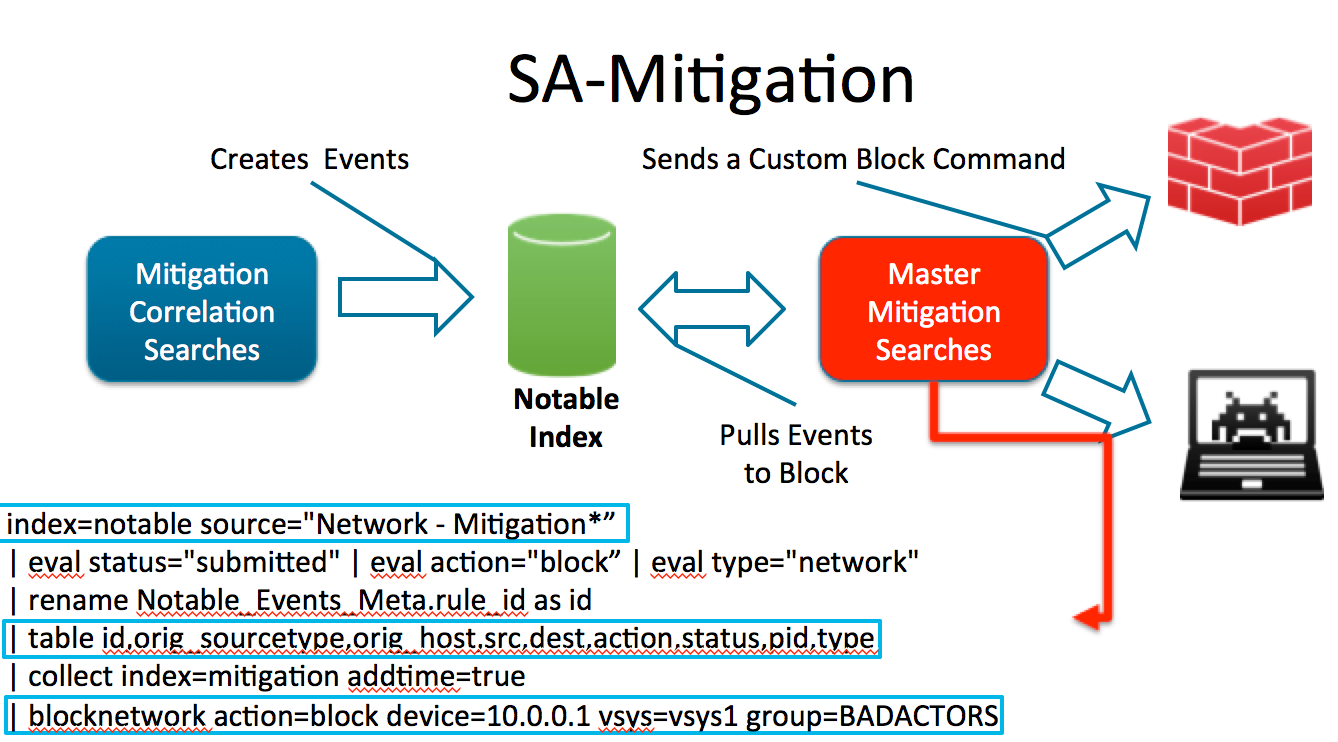 SA-Mitigation
Creates Events
Sends a Custom Block Command
Mitigation
Correlation
Searches
Master
Mitigation
Searches
Notable
Index
Pulls Events
to Block
index=notable source="Network - Mitigation*”
| eval status="submitted" | eval action="block” | eval type="network"
| rename Notable_Events_Meta.rule_id as id
| table id,orig_sourcetype,orig_host,src,dest,action,status,pid,type
| collect index=mitigation addtime=true
| blocknetwork action=block device=10.0.0.1 vsys=vsys1 group=BADACTORS